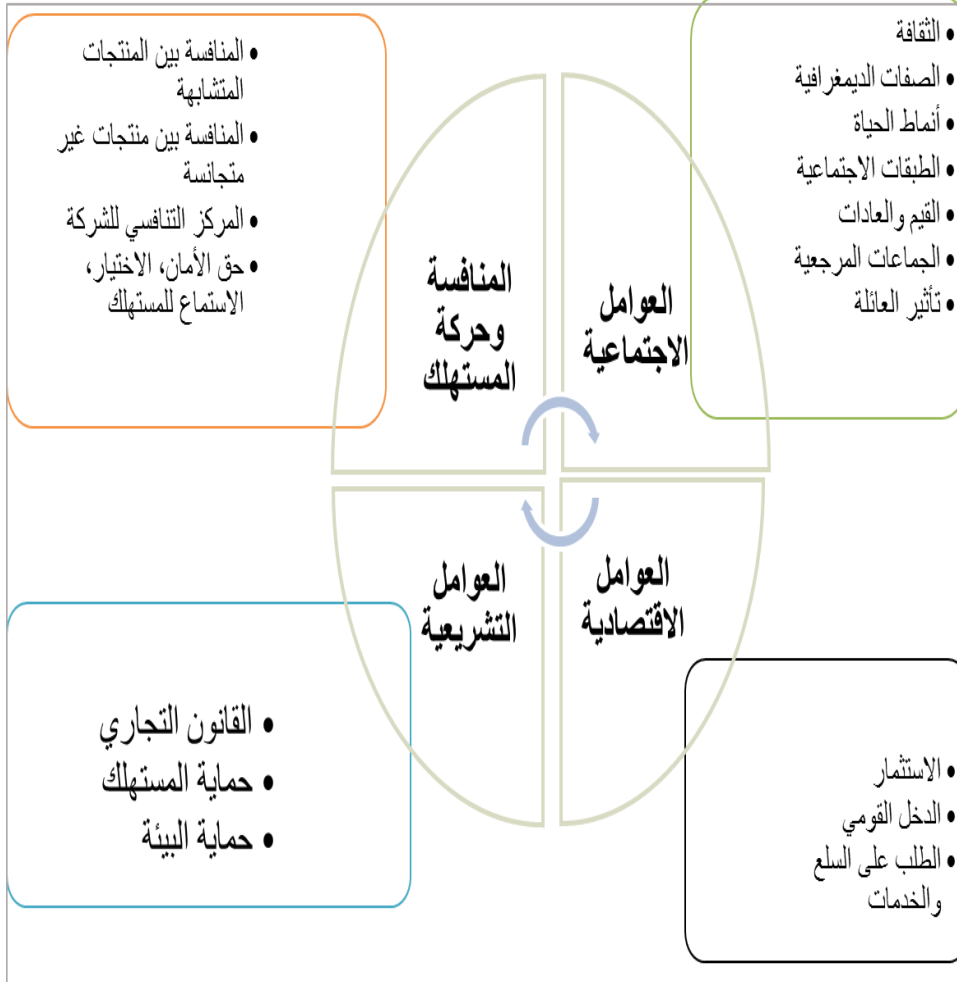 • الثقافة
• الصفات الديمغرافية
• أنماط الحياة
• الطبقات الاجتماعية
• القيم والعادات
• الجماعات المرجعية
• تأثير العائلة
العوامل
الاجتماعية
• المنافسة بين المنتجات
المتشابهة
• المنافسة بين منتجات غير
متجانسة
• المركز التنافسي للشركة
• حق الأمان، الاختيار،
الاستماع للمستهلك
المنافسة
وحركة
المستهلك
العوامل
الاقتصادية
• الاستثمار
• الدخل القومي
• الطلب على السلع
والخدمات
العوامل
التشريعية
• القانون التجاري
• حماية المستهلك
• حماية البيئة